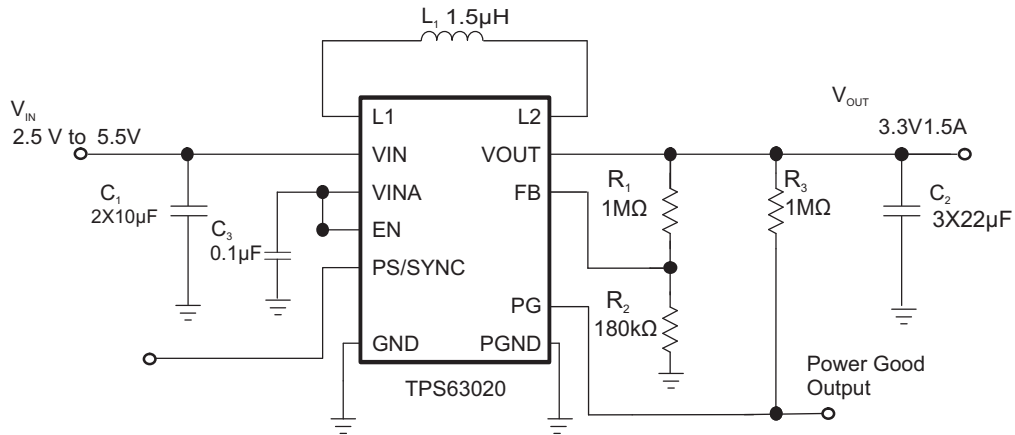 L₁ 1.5µH
V_IN
2.5 V to 5.5V
V_OUT
3.3V1.5A
L1
L2
VIN
VOUT
VINA
FB
EN
PS/SYNC
PG
GND
PGND
TPS63020
C₁
2X10µF
C₃
0.1µF
R₁
1MΩ
R₂
180kΩ
R₃
1MΩ
C₂
3X22µF
Power Good
Output